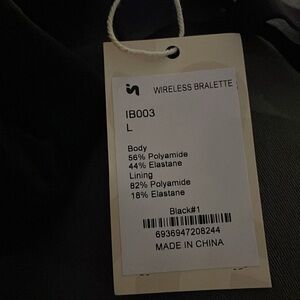 WIRELESS BRALETTE
IB003
L
Body
56% Polyamide
44% Elastane
Lining
82% Polyamide
18% Elastane
Black#1
6936947208244
MADE IN CHINA